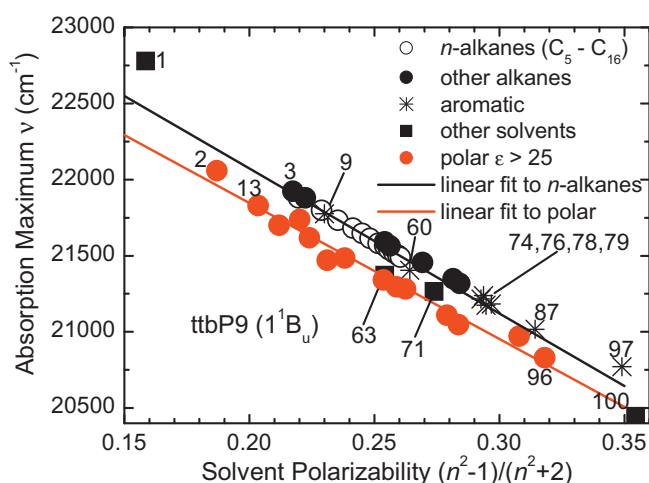 23000
22500
22000
21500
21000
20500
Absorption Maximum ν (cm⁻¹)
n-alkanes (C₅ - C₁₆)
other alkanes
aromatic
other solvents
polar ε > 25
linear fit to n-alkanes
linear fit to polar
1
2
13
3
9
60
74,76,78,79
63
71
87
97
96
100
ttbP9 (1¹Bᵤ)
0.15 0.20 0.25 0.30 0.35
Solvent Polarizability (n²-1)/(n²+2)